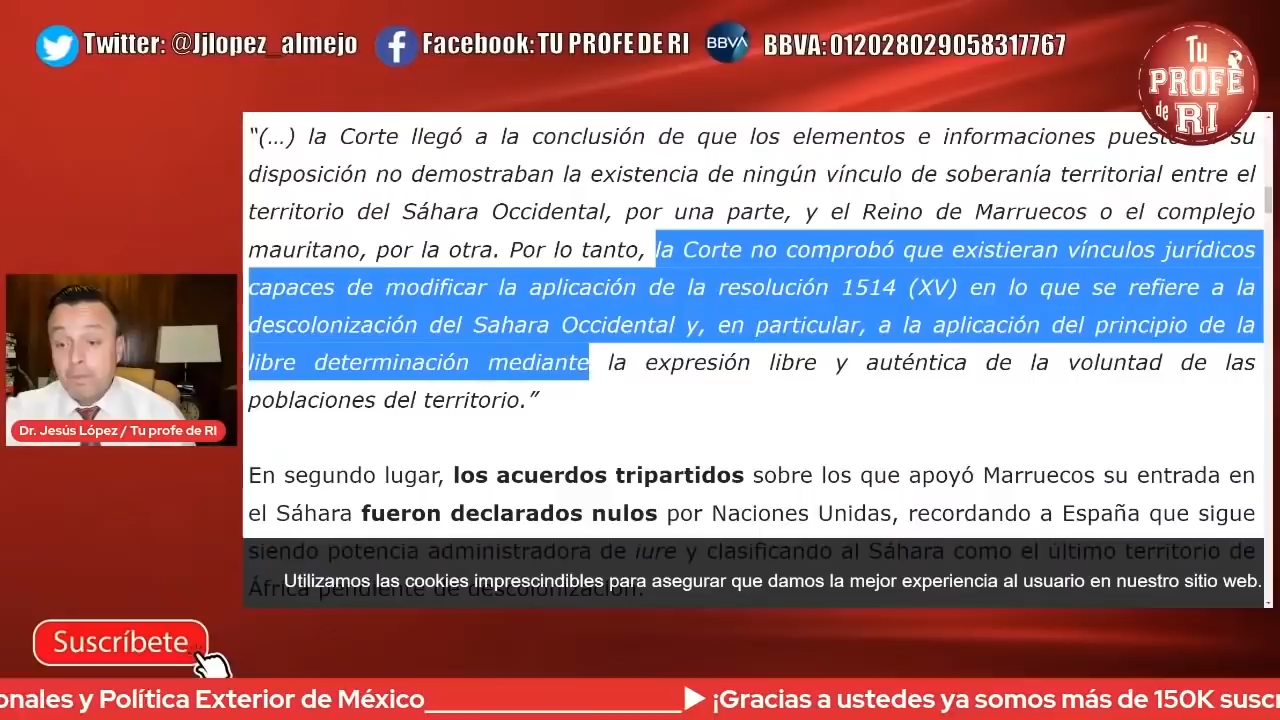 Twitter: @Jjlopez_almejo
Facebook: TU PROFE DE RI
BBVA
BBVA: 012028029058317767
Tu
PROFE
de RI
“(…) la Corte llegó a la conclusión de que los elementos e informaciones su
disposición no demostraban la existencia de ningún vínculo de soberanía territorial entre el
territorio del Sáhara Occidental, por una parte, y el Reino de Marruecos o el complejo
mauritano, por la otra. Por lo tanto, la Corte no comprobó que existieran vínculos jurídicos
capaces de modificar la aplicación de la resolución 1514 (XV) en lo que se refiere a la
descolonización del Sahara Occidental y, en particular, a la aplicación del principio de la
libre determinación mediante la expresión libre y auténtica de la voluntad de las
poblaciones del territorio.”
En segundo lugar, los acuerdos tripartidos sobre los que apoyó Marruecos su entrada en
el Sáhara fueron declarados nulos por Naciones Unidas, recordando a España que sigue
siendo potencia administradora de iure y clasificando al Sáhara como el último territorio de
África pendiente de descolonización.
Utilizamos las cookies imprescindibles para asegurar que damos la mejor experiencia al usuario en nuestro sitio web.
Dr. Jesús López / Tu profe de RI
Suscríbete
onales y Política Exterior de México____________________ ▶ ¡Gracias a ustedes ya somos más de 150K suscr